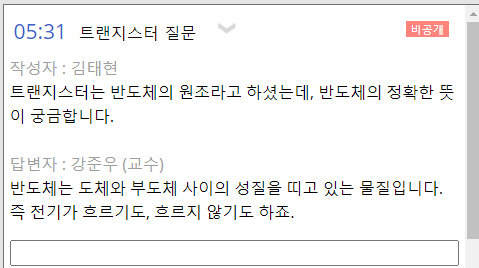 05:31 트랜지스터 질문 비공개
작성자 : 김태현
트랜지스터는 반도체의 원조라고 하셨는데, 반도체의 정확한 뜻
이 궁금합니다.
답변자 : 강준우 (교수)
반도체는 도체와 부도체 사이의 성질을 띠고 있는 물질입니다.
즉 전기가 흐르기도, 흐르지 않기도 하죠.